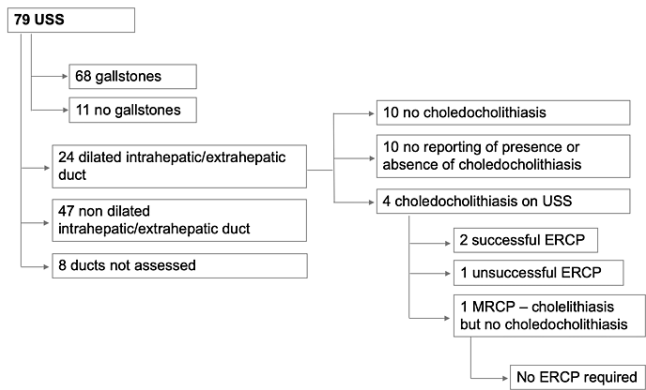 79 USS
68 gallstones
11 no gallstones
24 dilated intrahepatic/extrahepatic
duct
47 non dilated
intrahepatic/extrahepatic duct
8 ducts not assessed
10 no choledocholithiasis
10 no reporting of presence or
absence of choledocholithiasis
4 choledocholithiasis on USS
2 successful ERCP
1 unsuccessful ERCP
1 MRCP – cholelithiasis
but no choledocholithiasis
No ERCP required